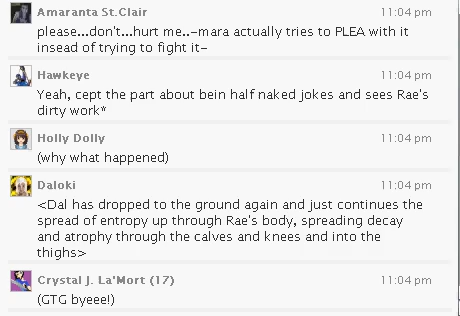 Amaranta St.Clair 11:04 pm
please...don't...hurt me..-mara actually tries to PLEA with it
insead of trying to fight it-
Hawkeye 11:04 pm
Yeah, cept the part about bein half naked jokes and sees Rae's
dirty work*
Holly Dolly 11:04 pm
(why what happened)
Daloki 11:04 pm
<Dal has dropped to the ground again and just continues the
spread of entropy up through Rae's body, spreading decay
and atrophy through the calves and knees and into the
thighs>
Crystal J. La'Mort (17) 11:04 pm
(GTG byeee!)